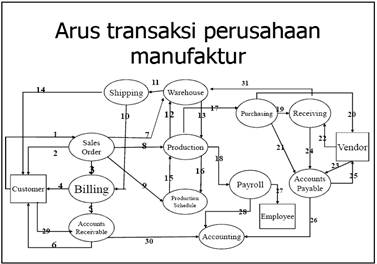 Arus transaksi perusahaan
manufaktur
14
Shipping
11
Warehouse
31
10
12
13
17
Purchasing
19
Receiving
20
1
7
2
Sales
Order
8
Production
22
Vendor
3
21
24
23
25
Customer
4
Billing
9
15
16
18
Payroll
27
Accounts
Payable
5
Production
Schedule
28
Employee
26
29
Accounts
Receivable
6
30
Accounting